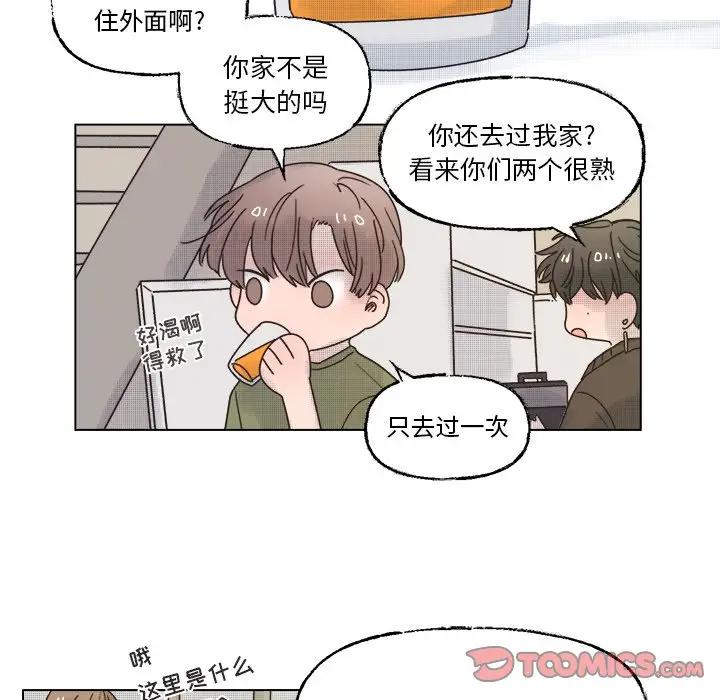 住外面啊?
你家不是
挺大的吗
你还去过我家?
看来你们两个很熟
好渴啊
得救了
只去过一次
哦
这里是什么
TOOMICS.COM